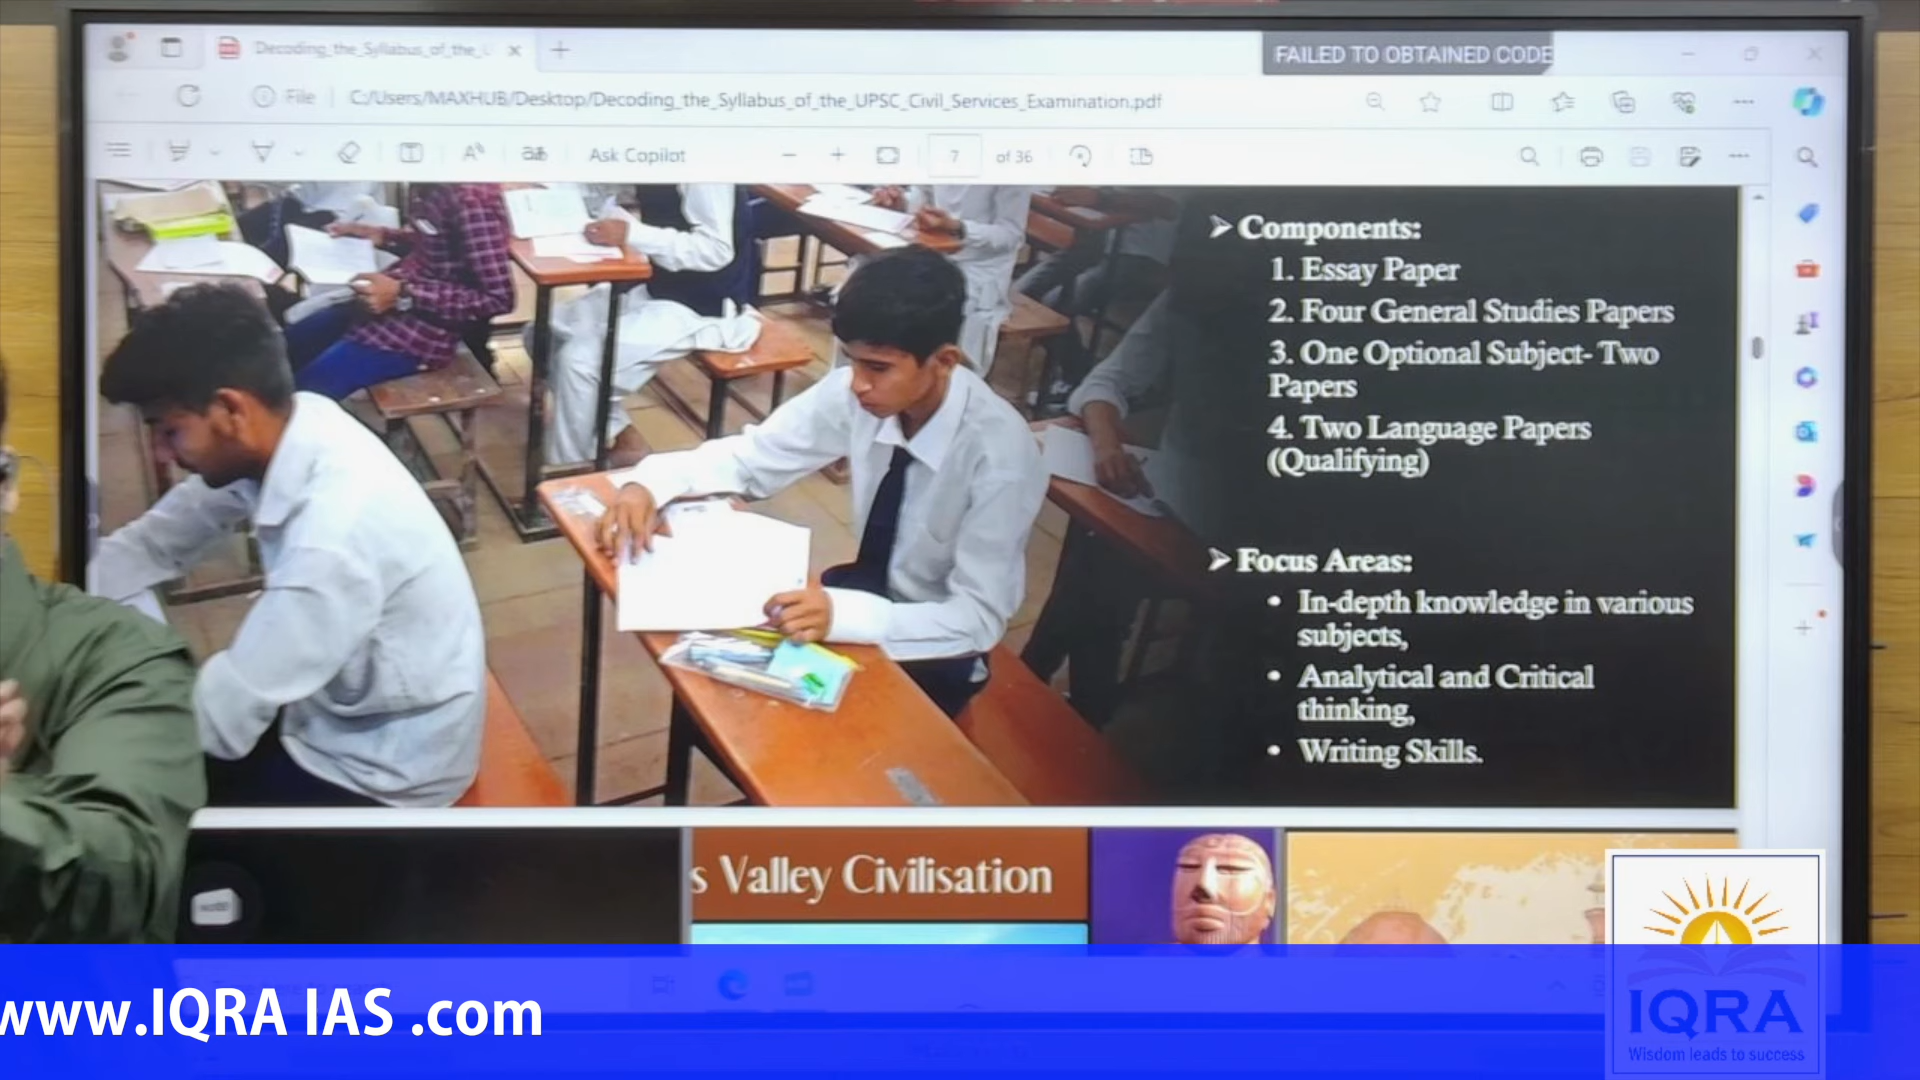 Decoding_the_Syllabus_of_the_U
FAILED TO OBTAINED CODE
File
C:/Users/MAXHUB/Desktop/Decoding_the_Syllabus_of_the_UPSC_Civil_Services_Examination.pdf
Ask Copilot
7 of 36
➢ Components:
1. Essay Paper
2. Four General Studies Papers
3. One Optional Subject- Two
Papers
4. Two Language Papers
(Qualifying)
➢ Focus Areas:
• In-depth knowledge in various
subjects,
• Analytical and Critical
thinking,
• Writing Skills.
s Valley Civilisation
www.IQRA IAS .com
IQRA
Wisdom leads to success